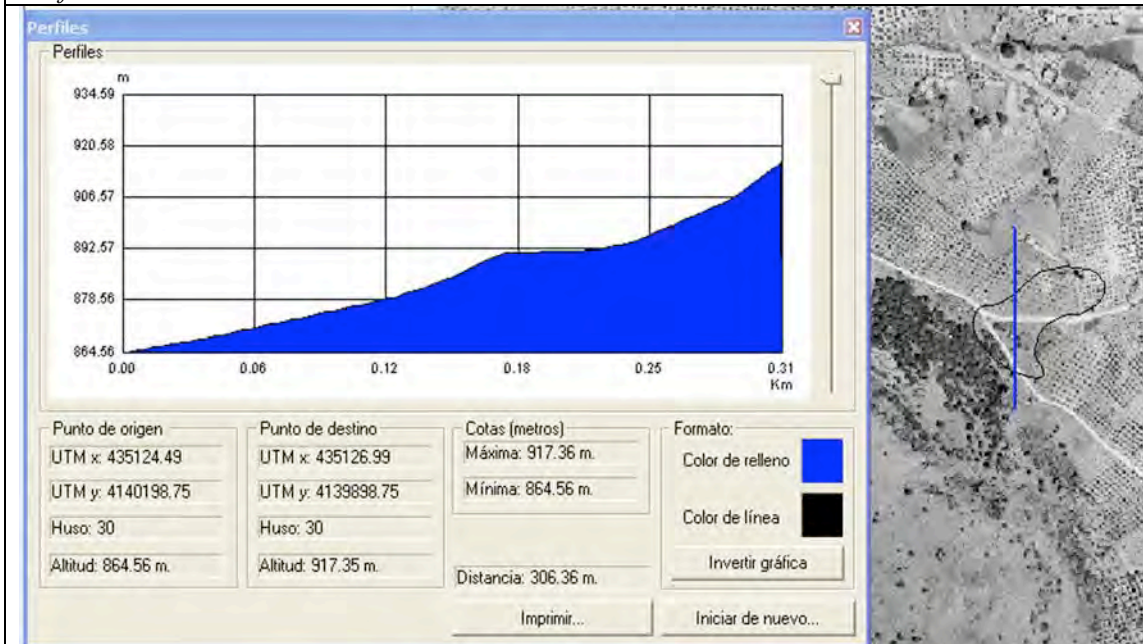 Perfiles
Perfiles
m
934.59
920.58
906.57
892.57
878.56
864.56
0.00 0.06 0.12 0.18 0.25 0.31
Km
Punto de origen
UTM x: 435124.49
UTM y: 4140198.75
Huso: 30
Altitud: 864.56 m.
Punto de destino
UTM x: 435126.99
UTM y: 4139898.75
Huso: 30
Altitud: 917.35 m.
Cotas (metros)
Máxima: 917.36 m.
Mínima: 864.56 m.
Distancia: 306.36 m.
Formato:
Color de relleno
Color de línea
Invertir gráfica
Imprimir...
Iniciar de nuevo...